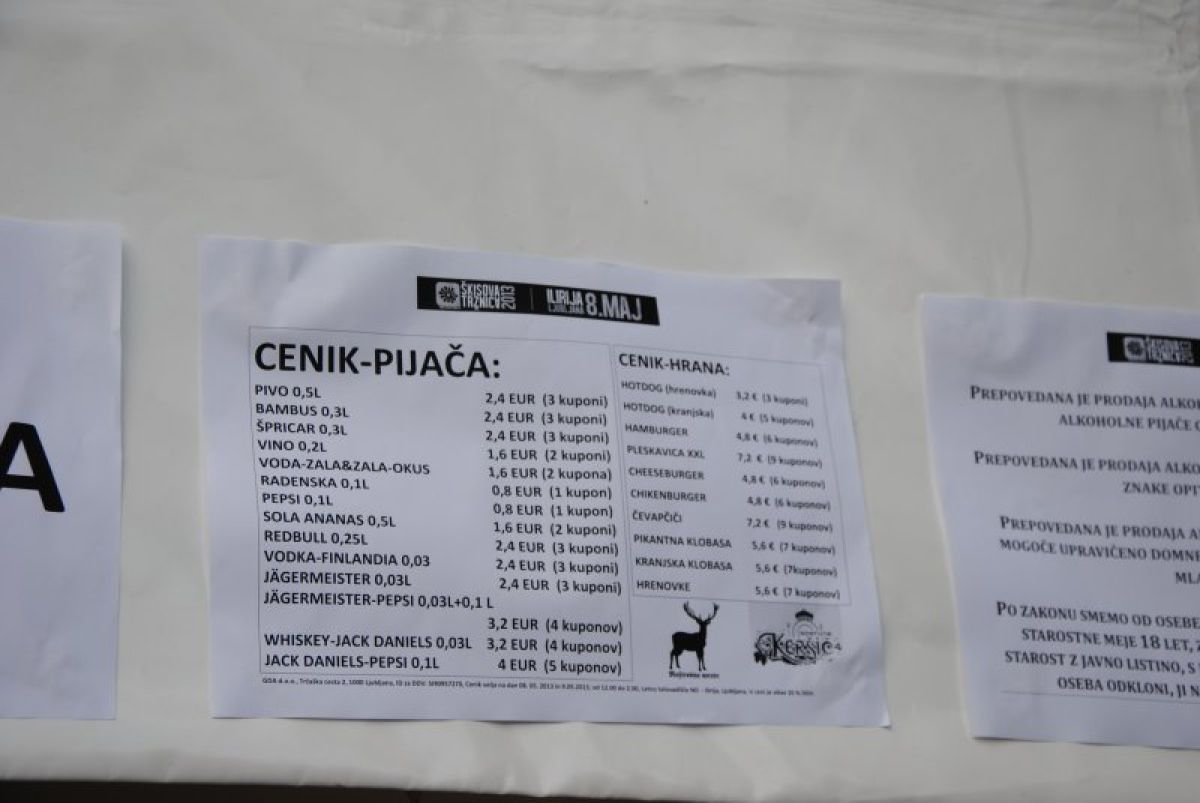 A
ŠKISOVA
TRŽNICA 2013
ILIRIJA
LJUBLJANA
8.MAJ
CENIK-PIJAČA:
PIVO 0,5L 2,4 EUR (3 kuponi)
BAMBUS 0,3L 2,4 EUR (3 kuponi)
ŠPRICAR 0,3L 2,4 EUR (3 kuponi)
VINO 0,2L 1,6 EUR (2 kuponi)
VODA-ZALA&ZALA-OKUS 1,6 EUR (2 kupona)
RADENSKA 0,1L 0,8 EUR (1 kupon)
PEPSI 0,1L 0,8 EUR (1 kupon)
SOLA ANANAS 0,5L 1,6 EUR (2 kuponi)
REDBULL 0,25L 2,4 EUR (3 kuponi)
VODKA-FINLANDIA 0,03 2,4 EUR (3 kuponi)
JÄGERMEISTER 0,03L 2,4 EUR (3 kuponi)
JÄGERMEISTER-PEPSI 0,03L+0,1 L
3,2 EUR (4 kuponov)
WHISKEY-JACK DANIELS 0,03L 3,2 EUR (4 kuponov)
JACK DANIELS-PEPSI 0,1L 4 EUR (5 kuponov)
CENIK-HRANA:
HOTDOG (hrenovka) 3,2 € (3 kuponi)
HOTDOG (kranjska) 4 € (5 kuponov)
HAMBURGER 4,8 € (6 kuponov)
PLESKAVICA XXL 7,2 € (9 kuponov)
CHEESEBURGER 4,8 € (6 kuponov)
CHIKENBURGER 4,8 € (6 kuponov)
ČEVAPČIČI 7,2 € (9 kuponov)
PIKANTNA KLOBASA 5,6 € (7 kuponov)
KRANJSKA KLOBASA 5,6 € (7kuponov)
HRENOVKE 5,6 € (7 kuponov)
Keršič
ŠKISOVA
TRŽNICA
PREPOVEDANA JE PRODAJA ALKO
ALKOHOLNE PIJAČE
PREPOVEDANA JE PRODAJA ALKO
ZNAKE OPI
PREPOVEDANA JE PRODAJA A
MOGOČE UPRAVIČENO DOMNE
ML
PO ZAKONU SMEMO OD OSEBE
STAROSTNE MEJE 18 LET, Z
STAROST Z JAVNO LISTINO, S
OSEBA ODKLONI, JI N